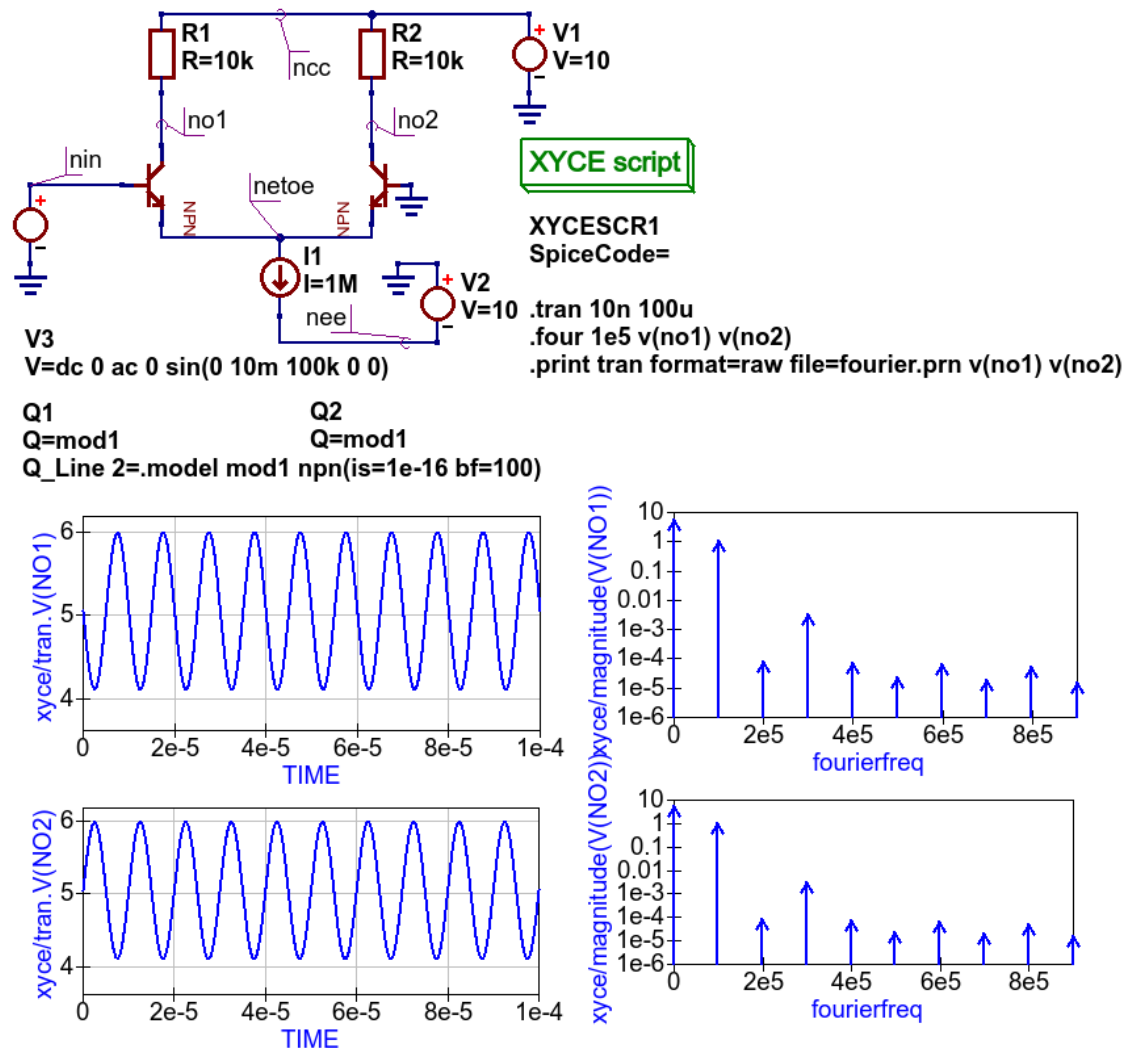 R1
R=10k
R2
R=10k
V1
V=10
ncc
no1
no2
nin
netoe
NPN
NPN
XYCE script
XYCESCR1
SpiceCode=
I1
I=1M
V2
V=10
nee
.tran 10n 100u
.four 1e5 v(no1) v(no2)
.print tran format=raw file=fourier.prn v(no1) v(no2)
V3
V=dc 0 ac 0 sin(0 10m 100k 0 0)
Q1
Q=mod1
Q_Line 2=.model mod1 npn(is=1e-16 bf=100)
Q2
Q=mod1
xyce/tran.V(NO1)
6
5
4
0 2e-5 4e-5 6e-5 8e-5 1e-4
TIME
xyce/magnitude(V(NO1))
10
1
0.1
0.01
1e-3
1e-4
1e-5
1e-6
0 2e5 4e5 6e5 8e5
fourierfreq
xyce/tran.V(NO2)
6
5
4
0 2e-5 4e-5 6e-5 8e-5 1e-4
TIME
xyce/magnitude(V(NO2))
10
1
0.1
0.01
1e-3
1e-4
1e-5
1e-6
0 2e5 4e5 6e5 8e5
fourierfreq